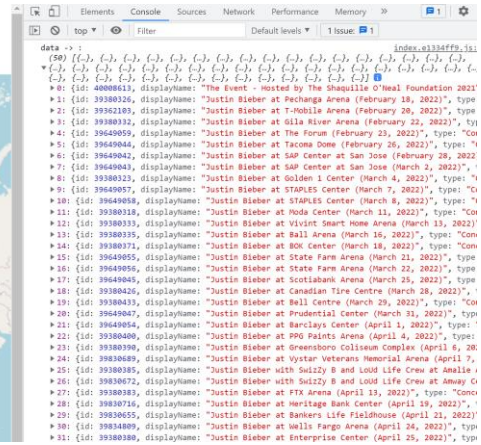 Elements Console Sources Network Performance Memory » 1
top ▼ Filter Default levels ▼ 1 Issue: 1
data -> : index.e1334ff9.js:
(50) [{…}, {…}, {…}, {…}, {…}, {…}, {…}, {…}, {…}, {…}, {…},
{…}, {…}, {…}, {…}, {…}, {…}, {…}, {…}, {…}, {…}, {…}, {…}, {…
{…}, {…}, {…}, {…}, {…}, {…}, {…}, {…}, {…}, {…}]
0: {id: 40008613, displayName: "The Event - Hosted by The Shaquille O'Neal Foundation 2021"
1: {id: 39380326, displayName: "Justin Bieber at Pechanga Arena (February 18, 2022)", type
2: {id: 39362103, displayName: "Justin Bieber at T-Mobile Arena (February 20, 2022)", type
3: {id: 39380332, displayName: "Justin Bieber at Gila River Arena (February 22, 2022)", typ
4: {id: 39649059, displayName: "Justin Bieber at The Forum (February 23, 2022)", type: "Con
5: {id: 39649044, displayName: "Justin Bieber at Tacoma Dome (February 26, 2022)", type: "C
6: {id: 39649042, displayName: "Justin Bieber at SAP Center at San Jose (February 28, 2022
7: {id: 39649043, displayName: "Justin Bieber at SAP Center at San Jose (March 2, 2022)",
8: {id: 39380323, displayName: "Justin Bieber at Golden 1 Center (March 4, 2022)", type: "
9: {id: 39649057, displayName: "Justin Bieber at STAPLES Center (March 7, 2022)", type: "Co
10: {id: 39649058, displayName: "Justin Bieber at STAPLES Center (March 8, 2022)", type: "C
11: {id: 39380318, displayName: "Justin Bieber at Moda Center (March 11, 2022)", type: "Co
12: {id: 39380333, displayName: "Justin Bieber at Vivint Smart Home Arena (March 13, 2022)
13: {id: 39380335, displayName: "Justin Bieber at Ball Arena (March 16, 2022)", type: "Con
14: {id: 39380371, displayName: "Justin Bieber at BOK Center (March 18, 2022)", type: "Con
15: {id: 39649055, displayName: "Justin Bieber at State Farm Arena (March 21, 2022)", type
16: {id: 39649056, displayName: "Justin Bieber at State Farm Arena (March 22, 2022)", type
17: {id: 39649045, displayName: "Justin Bieber at Scotiabank Arena (March 25, 2022)", type
18: {id: 39380426, displayName: "Justin Bieber at Canadian Tire Centre (March 28, 2022)",
19: {id: 39380433, displayName: "Justin Bieber at Bell Centre (March 29, 2022)", type: "Con
20: {id: 39649047, displayName: "Justin Bieber at Prudential Center (March 31, 2022)", typ
21: {id: 39649054, displayName: "Justin Bieber at Barclays Center (April 1, 2022)", type:
22: {id: 39380400, displayName: "Justin Bieber at PPG Paints Arena (April 4, 2022)", type:
23: {id: 39380390, displayName: "Justin Bieber at Greensboro Coliseum Complex (April 6, 20
24: {id: 39830689, displayName: "Justin Bieber at Vystar Veterans Memorial Arena (April 7,
25: {id: 39380385, displayName: "Justin Bieber with SwizZy B and LoUd Life Crew at Amalie A
26: {id: 39830672, displayName: "Justin Bieber with SwizZy B and LoUd Life Crew at Amway Ce
27: {id: 39380383, displayName: "Justin Bieber at FTX Arena (April 13, 2022)", type: "Conce
28: {id: 39830716, displayName: "Justin Bieber at Heritage Bank Center (April 19, 2022)",
29: {id: 39830655, displayName: "Justin Bieber at Bankers Life Fieldhouse (April 21, 2022)
30: {id: 39834809, displayName: "Justin Bieber at Wells Fargo Arena (April 24, 2022)", typ
31: {id: 39380380, displayName: "Justin Bieber at Enterprise Center (April 25, 2022)", typ